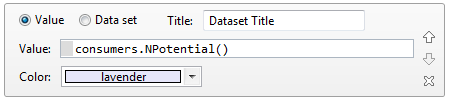 Value Data set Title: Dataset Title
Value: consumers.NPotential()
Color: lavender